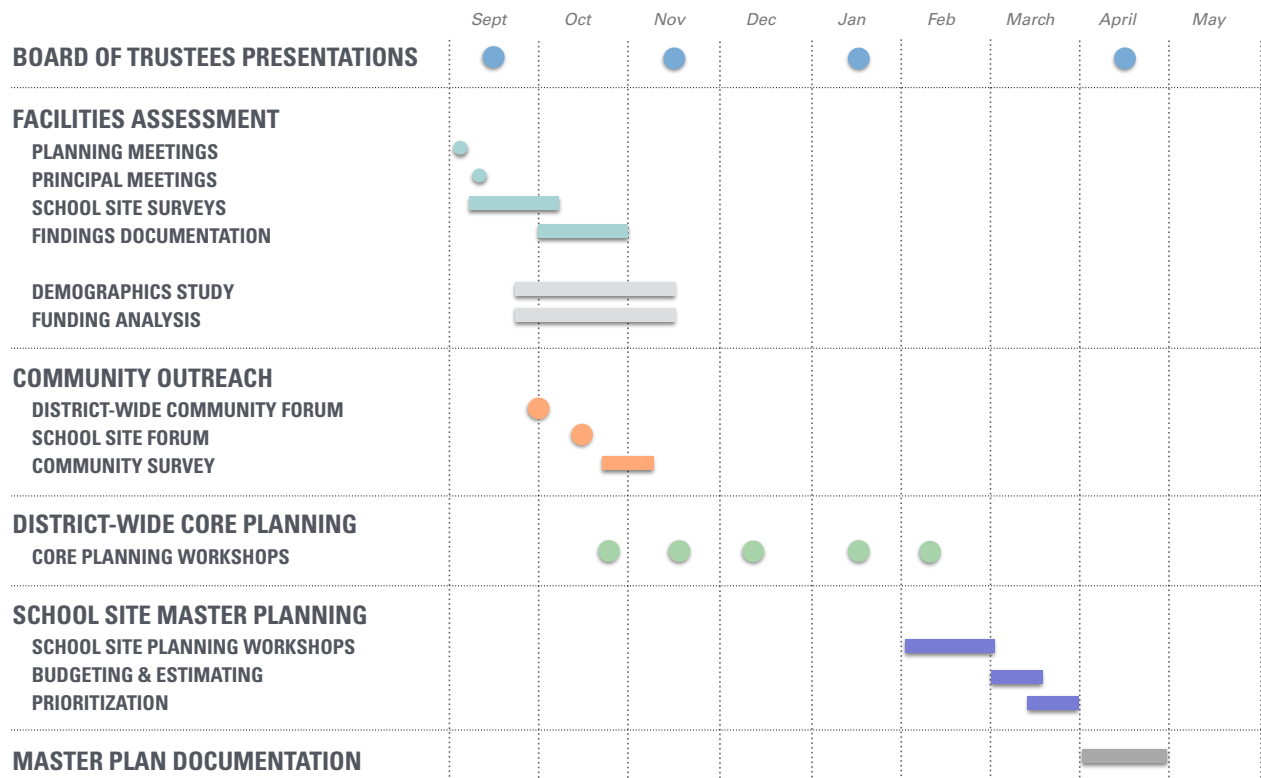 Sept Oct Nov Dec Jan Feb March April May
BOARD OF TRUSTEES PRESENTATIONS
FACILITIES ASSESSMENT
PLANNING MEETINGS
PRINCIPAL MEETINGS
SCHOOL SITE SURVEYS
FINDINGS DOCUMENTATION
DEMOGRAPHICS STUDY
FUNDING ANALYSIS
COMMUNITY OUTREACH
DISTRICT-WIDE COMMUNITY FORUM
SCHOOL SITE FORUM
COMMUNITY SURVEY
DISTRICT-WIDE CORE PLANNING
CORE PLANNING WORKSHOPS
SCHOOL SITE MASTER PLANNING
SCHOOL SITE PLANNING WORKSHOPS
BUDGETING & ESTIMATING
PRIORITIZATION
MASTER PLAN DOCUMENTATION